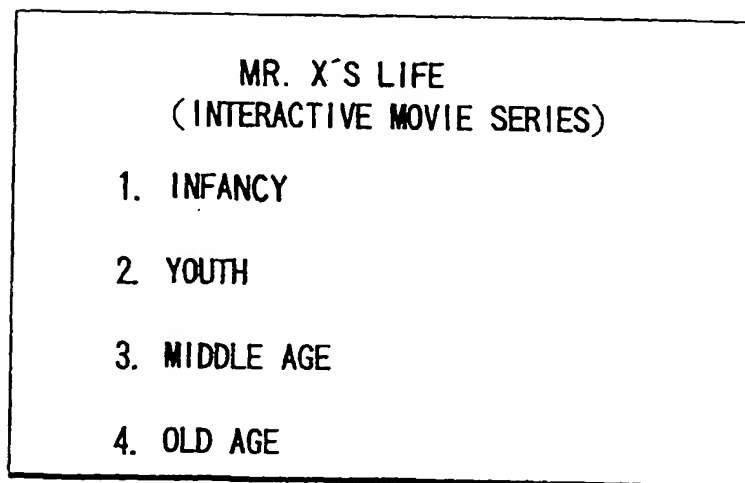 MR. X´S LIFE
(INTERACTIVE MOVIE SERIES)
1. INFANCY
2. YOUTH
3. MIDDLE AGE
4. OLD AGE